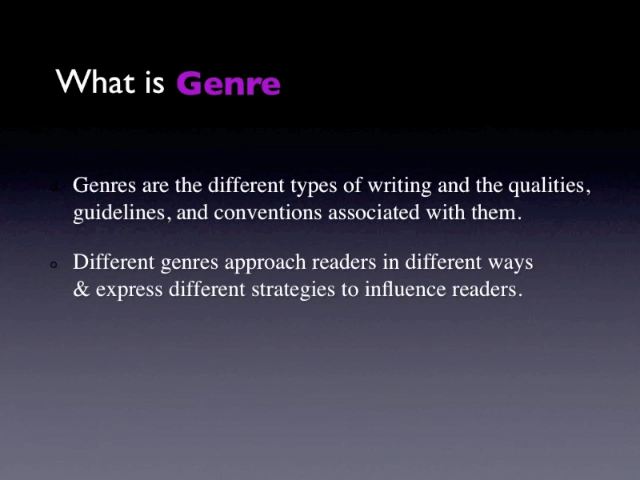 What is Genre
Genres are the different types of writing and the qualities,
guidelines, and conventions associated with them.
Different genres approach readers in different ways
& express different strategies to influence readers.